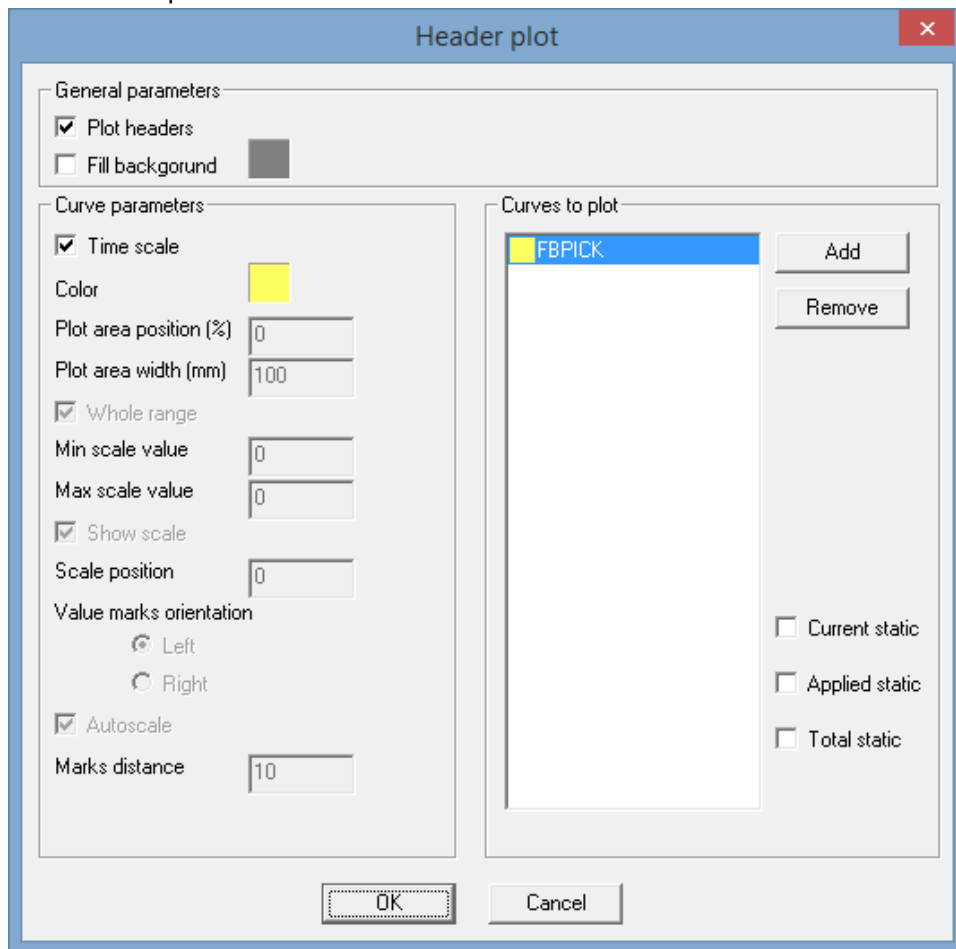 Header plot
General parameters
Plot headers
Fill backgorund
Curve parameters
Time scale
Color
Plot area position (%) 0
Plot area width (mm) 100
Whole range
Min scale value 0
Max scale value 0
Show scale
Scale position 0
Value marks orientation
Left
Right
Autoscale
Marks distance 10
Curves to plot
FBPICK
Add
Remove
Current static
Applied static
Total static
OK
Cancel